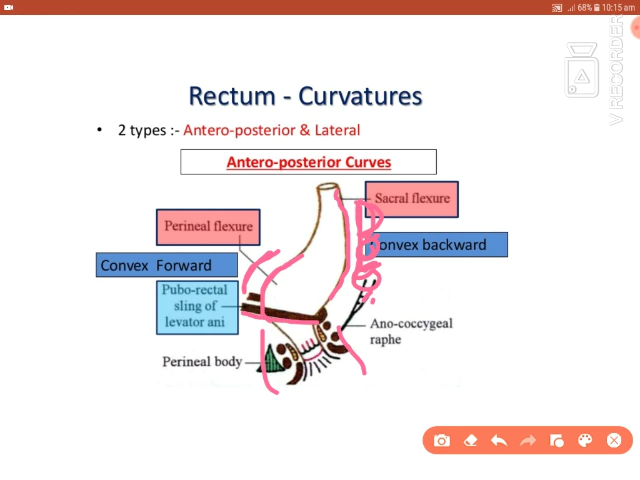 68% 10:15 am
V RECORDER
Rectum - Curvatures
• 2 types :- Antero-posterior & Lateral
Antero-posterior Curves
Sacral flexure
Perineal flexure
onvex backward
Convex Forward
Pubo-rectal
sling of
levator ani
Ano-coccygeal
raphe
Perineal body